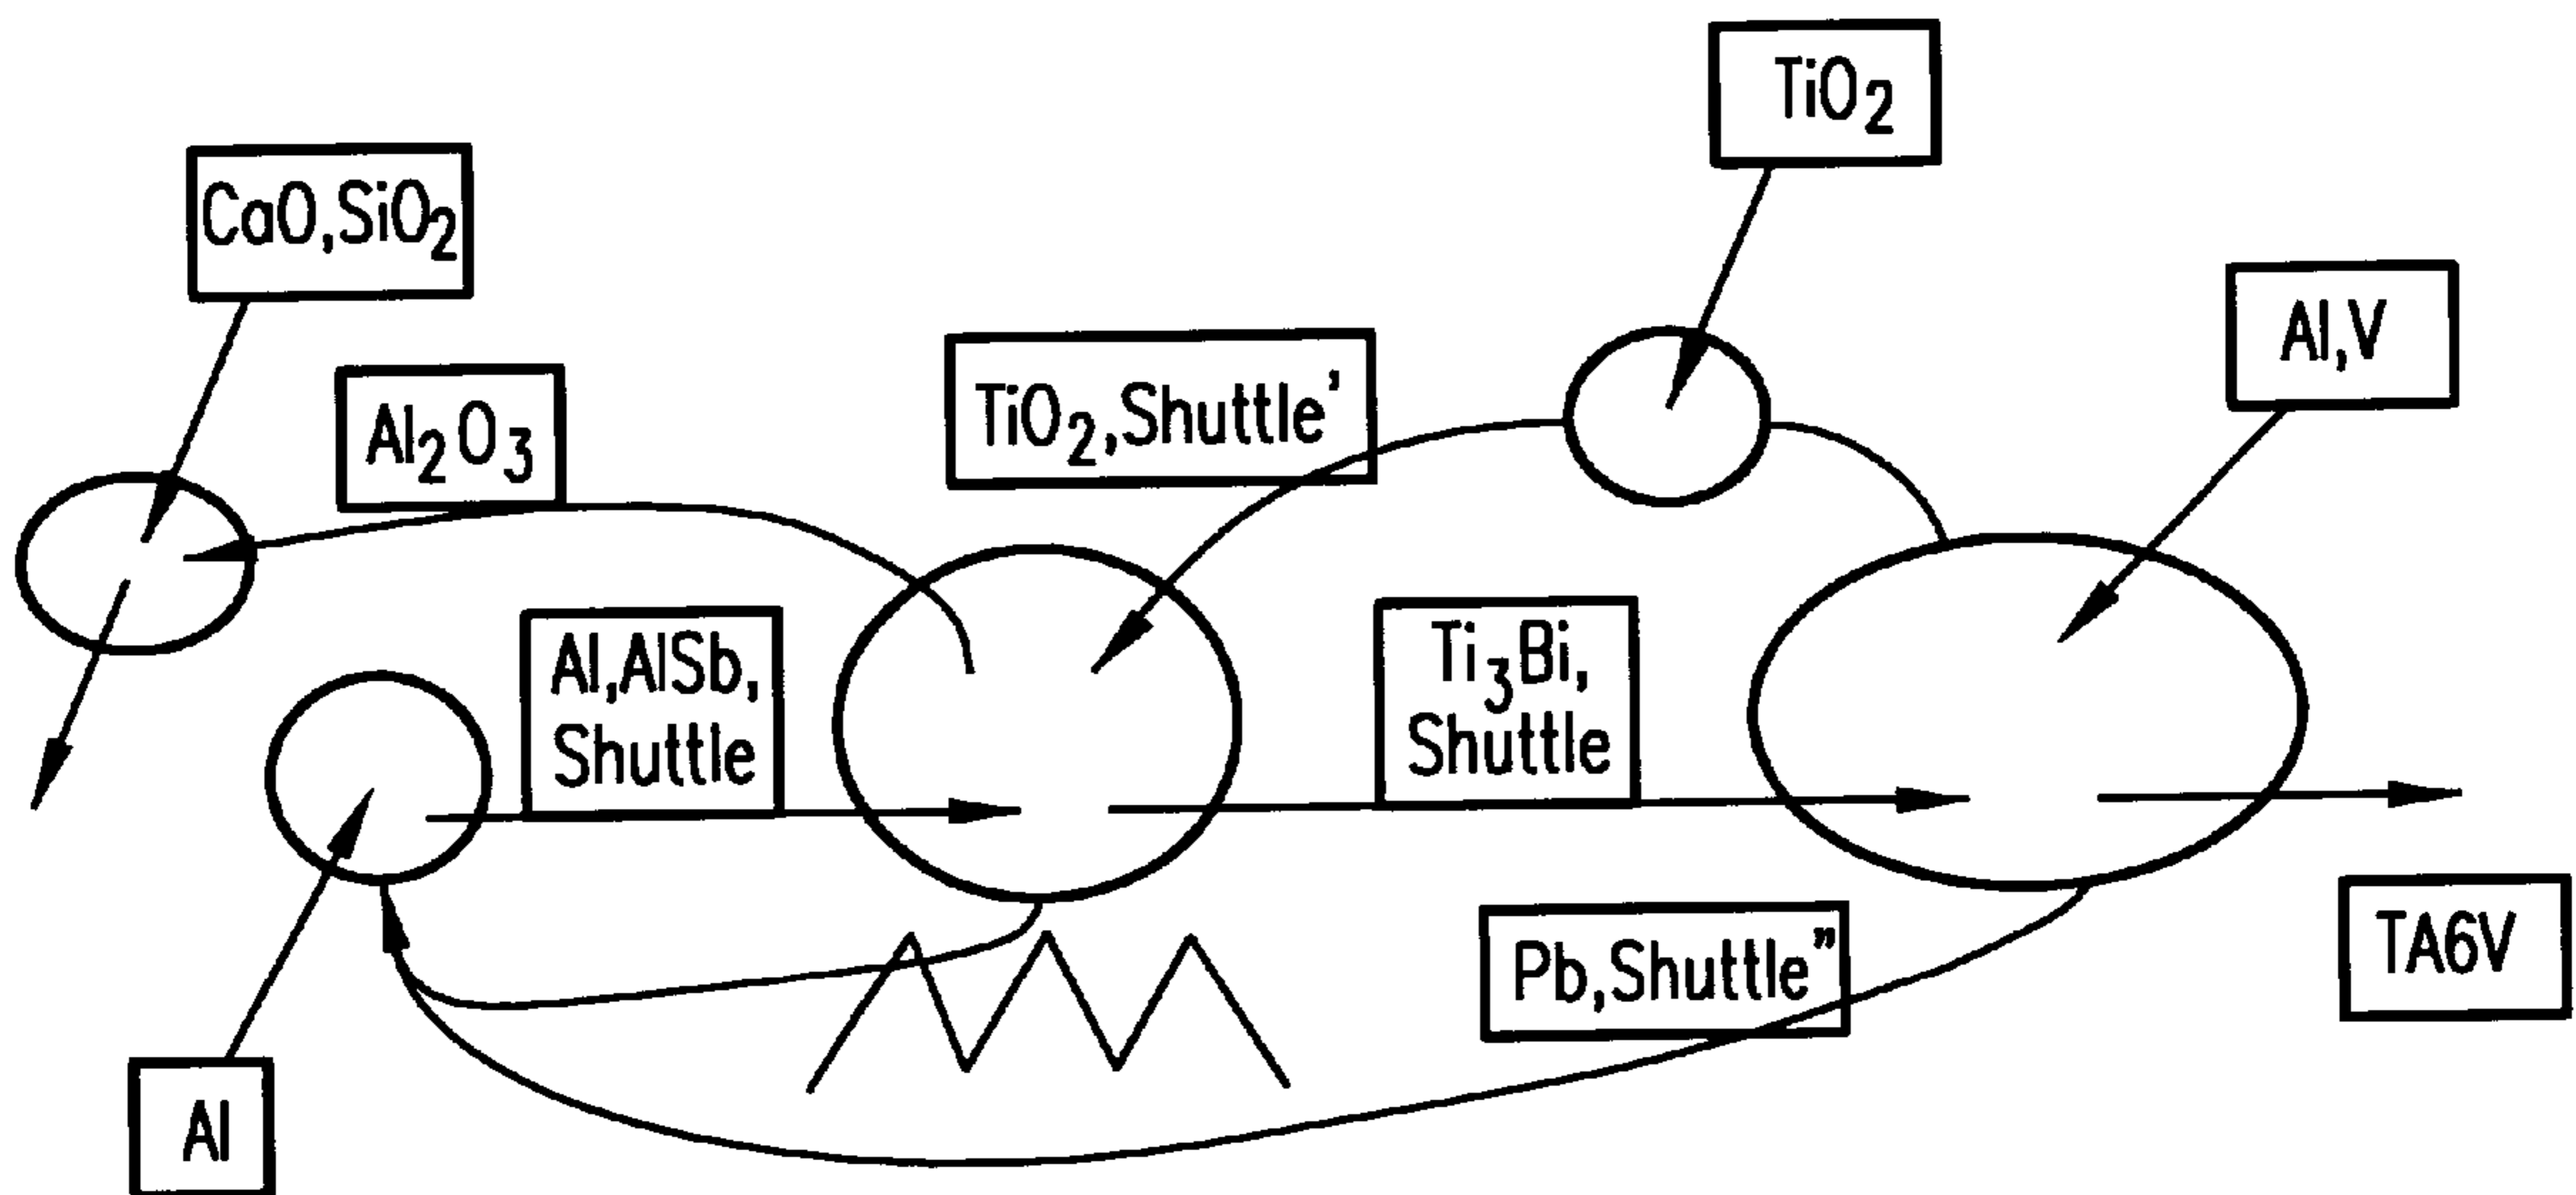 TiO₂
CaO,SiO₂
Al,V
TiO₂,Shuttle'
Al₂O₃
Al,AlSb,
Shuttle
Ti₃Bi,
Shuttle
Pb,Shuttle"
TA6V
Al